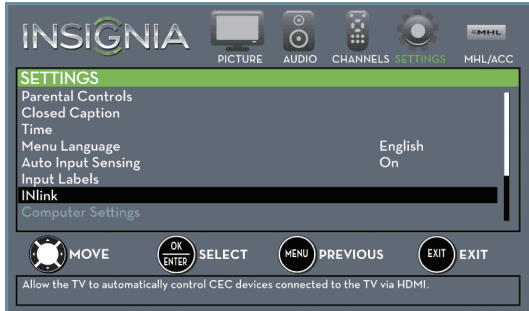 INSIGNIA
PICTURE AUDIO CHANNELS SETTINGS MHL MHL/ACC
SETTINGS
Parental Controls
Closed Caption
Time
Menu Language English
Auto Input Sensing On
Input Labels
INlink
Computer Settings
MOVE OK ENTER SELECT MENU PREVIOUS EXIT EXIT
Allow the TV to automatically control CEC devices connected to the TV via HDMI.